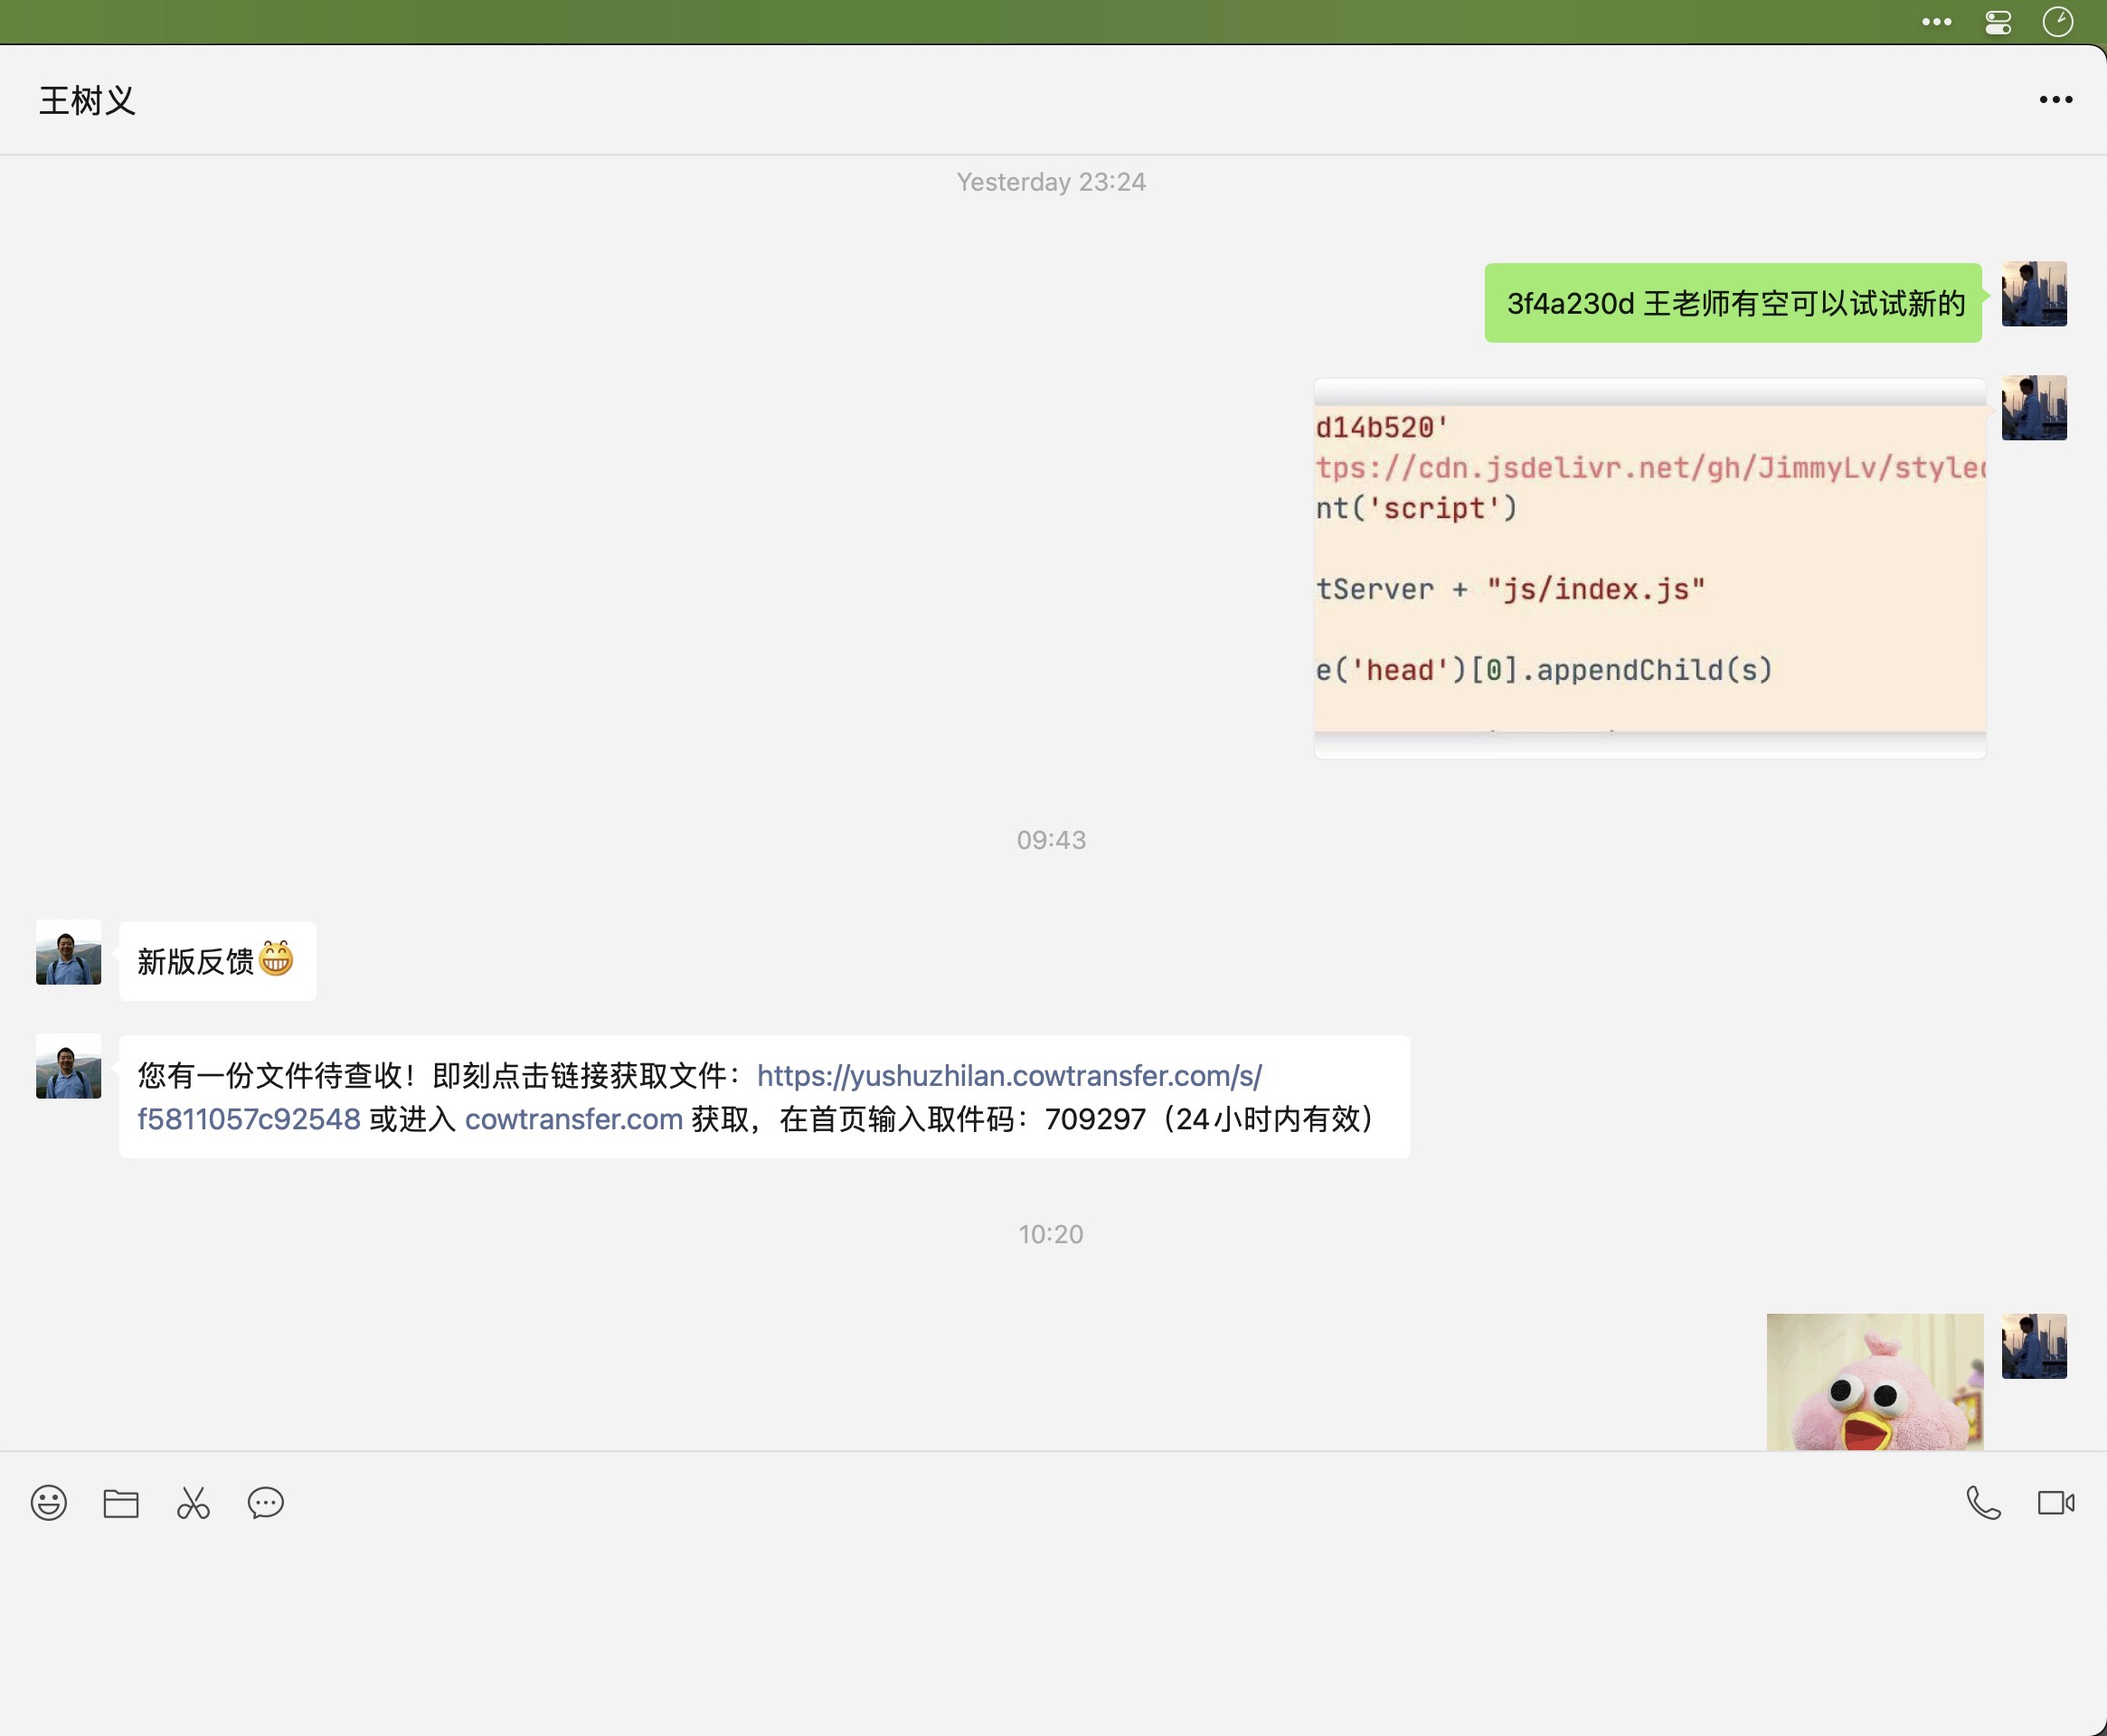 王树义
Yesterday 23:24
3f4a230d 王老师有空可以试试新的
d14b520'
tps://cdn.jsdelivr.net/gh/JimmyLv/style
nt('script')
tServer + "js/index.js"
e('head')[0].appendChild(s)
09:43
新版反馈😁
您有一份文件待查收！即刻点击链接获取文件：https://yushuzhilan.cowtransfer.com/s/
f5811057c92548 或进入 cowtransfer.com 获取，在首页输入取件码：709297（24小时内有效）
10:20